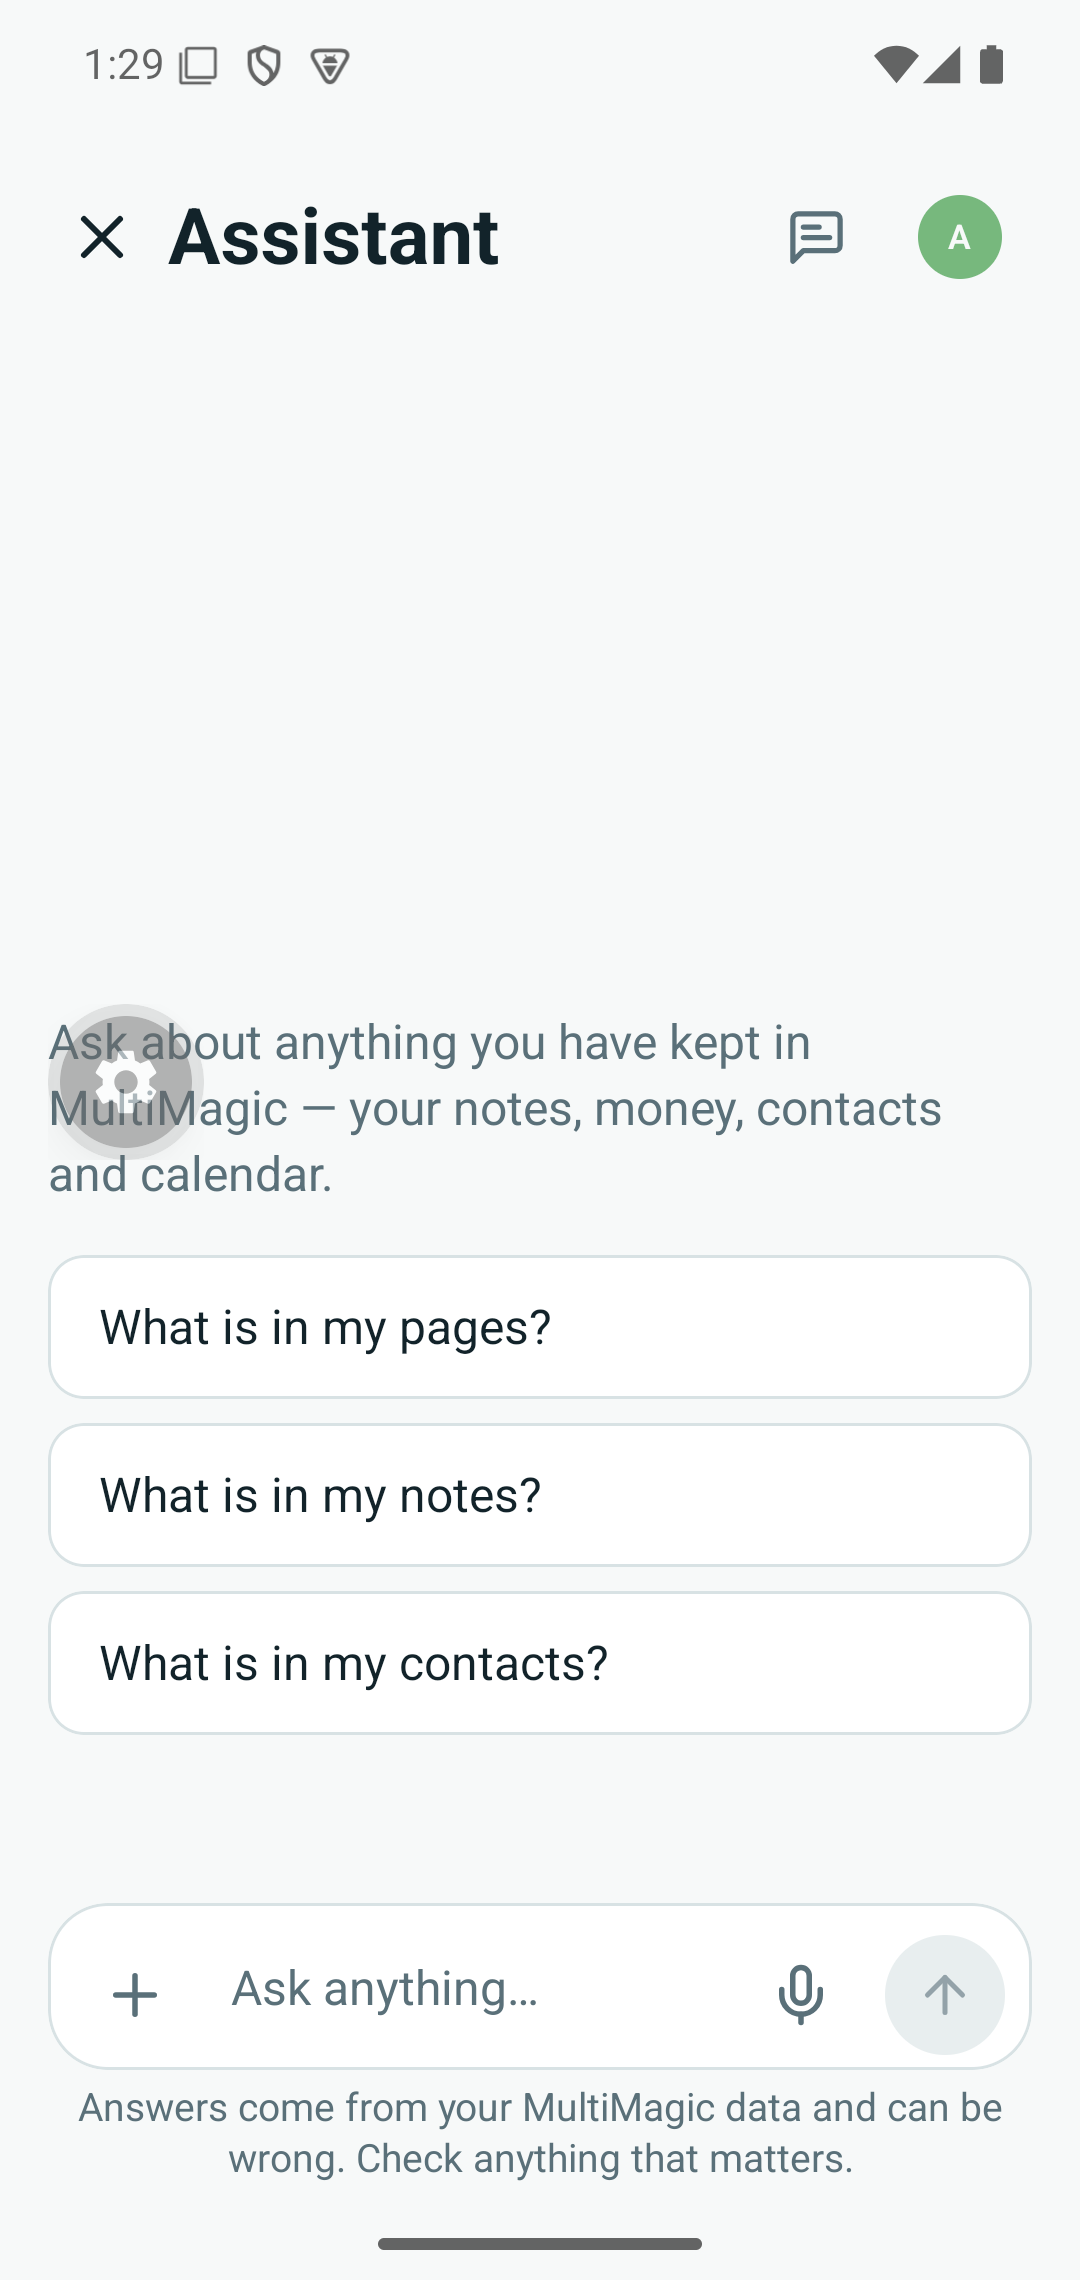 1:29
Assistant
A
Ask about anything you have kept in
MultiMagic — your notes, money, contacts
and calendar.
What is in my pages?
What is in my notes?
What is in my contacts?
Ask anything...
Answers come from your MultiMagic data and can be
wrong. Check anything that matters.